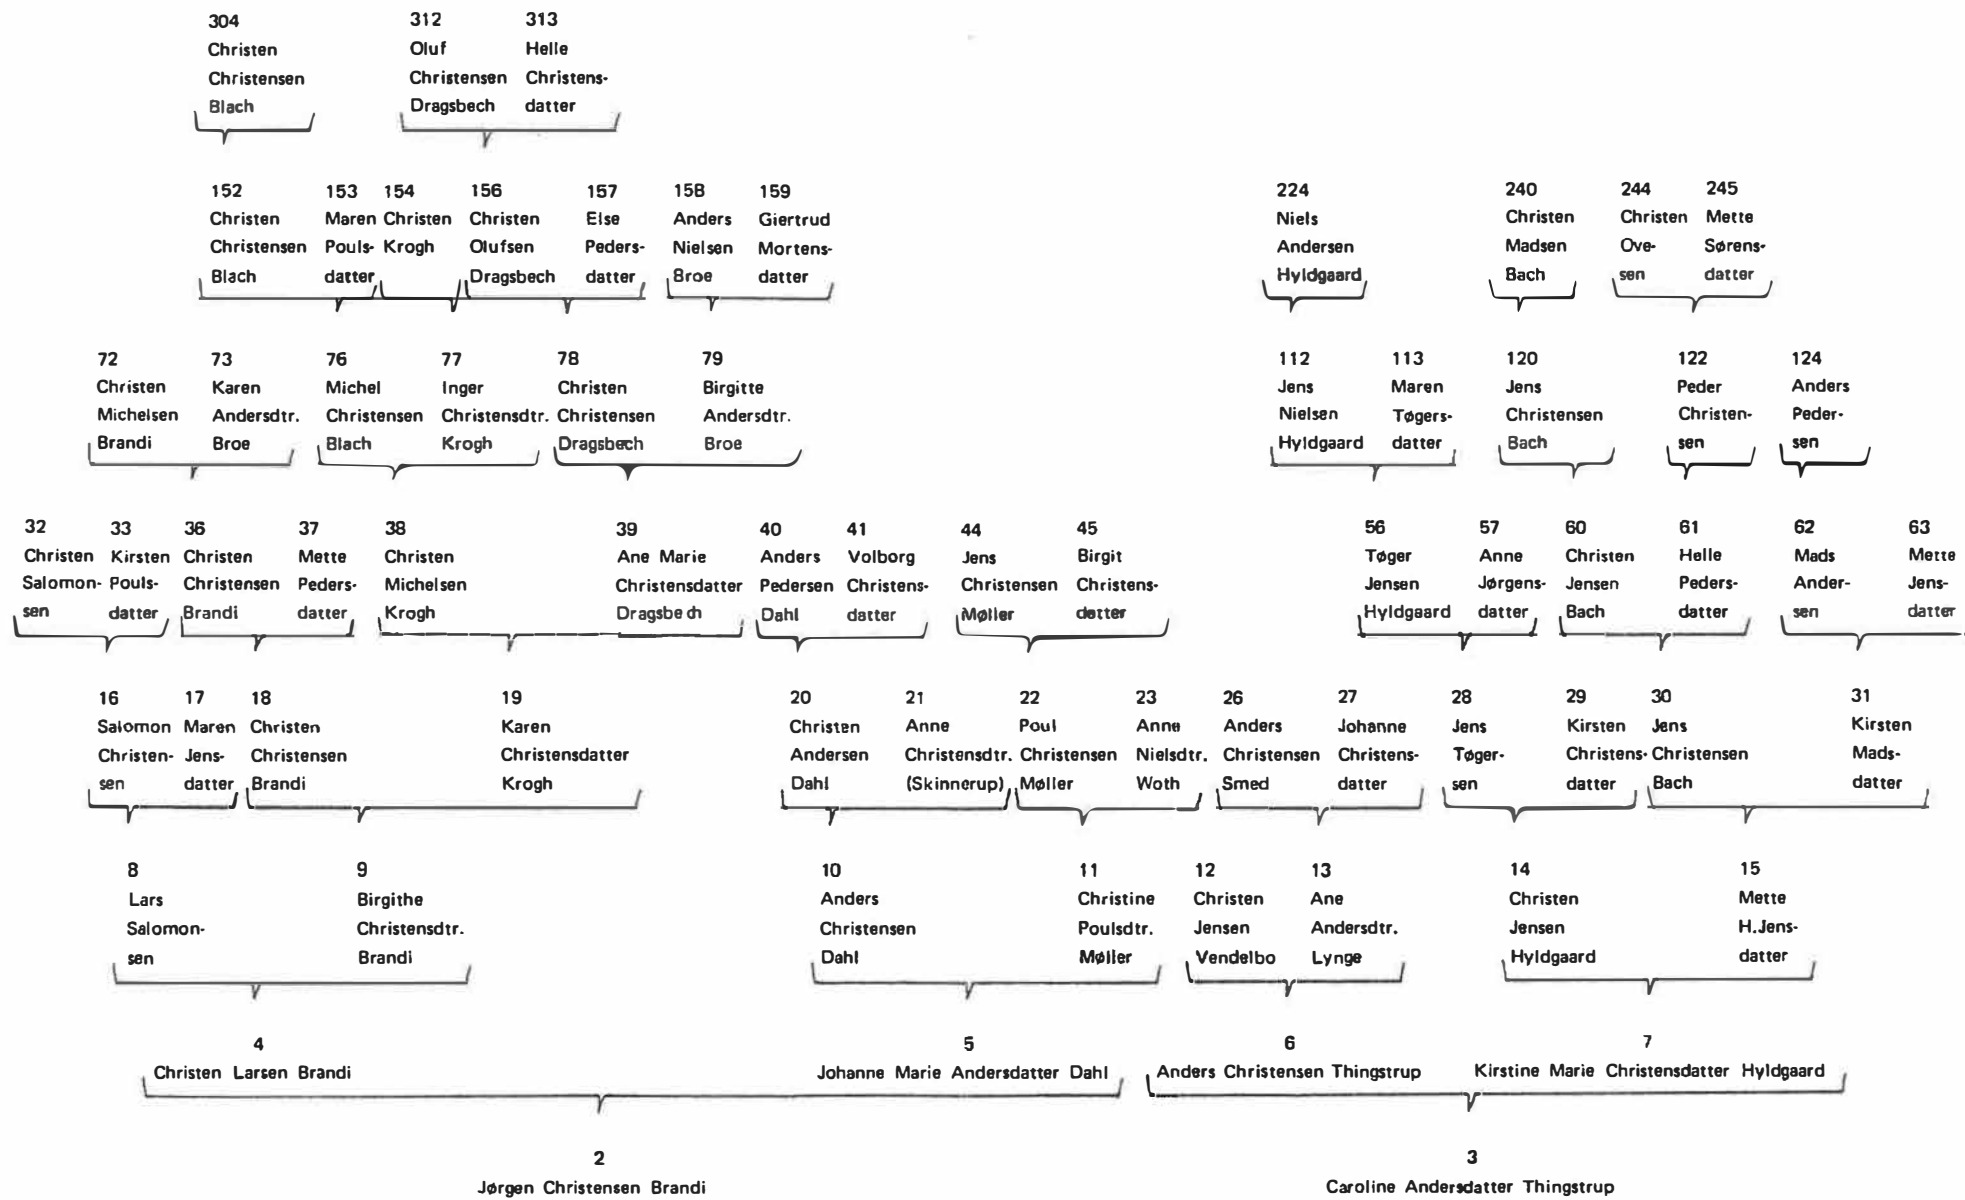 304
Christen
Christensen
Blach
312
Oluf
Christensen
Dragsbech
313
Helle
Christens-
datter
152
Christen
Christensen
Blach
153
Maren
Pouls-
datter
154
Christen
Krogh
156
Christen
Olufsen
Dragsbech
157
Else
Peders-
datter
158
Anders
Nielsen
Broe
159
Giertrud
Mortens-
datter
224
Niels
Andersen
Hyldgaard
240
Christen
Madsen
Bach
244
Christen
Ove-
sen
245
Mette
Sørens-
datter
72
Christen
Michelsen
Brandi
73
Karen
Andersdtr.
Broe
76
Michel
Christensen
Blach
77
Inger
Christensdtr.
Krogh
78
Christen
Christensen
Dragsbech
79
Birgitte
Andersdtr.
Broe
112
Jens
Nielsen
Hyldgaard
113
Maren
Tøgers-
datter
120
Jens
Christensen
Bach
122
Peder
Christen-
sen
124
Anders
Peder-
sen
32
Christen
Salomon-
sen
33
Kirsten
Pouls-
datter
36
Christen
Christensen
Brandi
37
Mette
Peders-
datter
38
Christen
Michelsen
Krogh
39
Ane Marie
Christensdatter
Dragsbech
40
Anders
Pedersen
Dahl
41
Volborg
Christens-
datter
44
Jens
Christensen
Møller
45
Birgit
Christens-
datter
56
Tøger
Jensen
Hyldgaard
57
Anne
Jørgens-
datter
60
Christen
Jensen
Bach
61
Helle
Peders-
datter
62
Mads
Ander-
sen
63
Mette
Jens-
datter
16
Salomon
Christen-
sen
17
Maren
Jens-
datter
18
Christen
Christensen
Brandi
19
Karen
Christensdatter
Krogh
20
Christen
Andersen
Dahl
21
Anne
Christensdtr.
(Skinnerup)
22
Poul
Christensen
Møller
23
Anne
Nielsdtr.
Woth
26
Anders
Christensen
Smed
27
Johanne
Christens-
datter
28
Jens
Tøger-
sen
29
Kirsten
Christens-
datter
30
Jens
Christensen
Bach
31
Kirsten
Mads-
datter
8
Lars
Salomon-
sen
9
Birgithe
Christensdtr.
Brandi
10
Anders
Christensen
Dahl
11
Christine
Poulsdtr.
Møller
12
Christen
Jensen
Vendelbo
13
Ane
Andersdtr.
Lynge
14
Christen
Jensen
Hyldgaard
15
Mette
H.Jens-
datter
4
Christen Larsen Brandi
5
Johanne Marie Andersdatter Dahl
6
Anders Christensen Thingstrup
7
Kirstine Marie Christensdatter Hyldgaard
2
Jørgen Christensen Brandi
3
Caroline Andersdatter Thingstrup